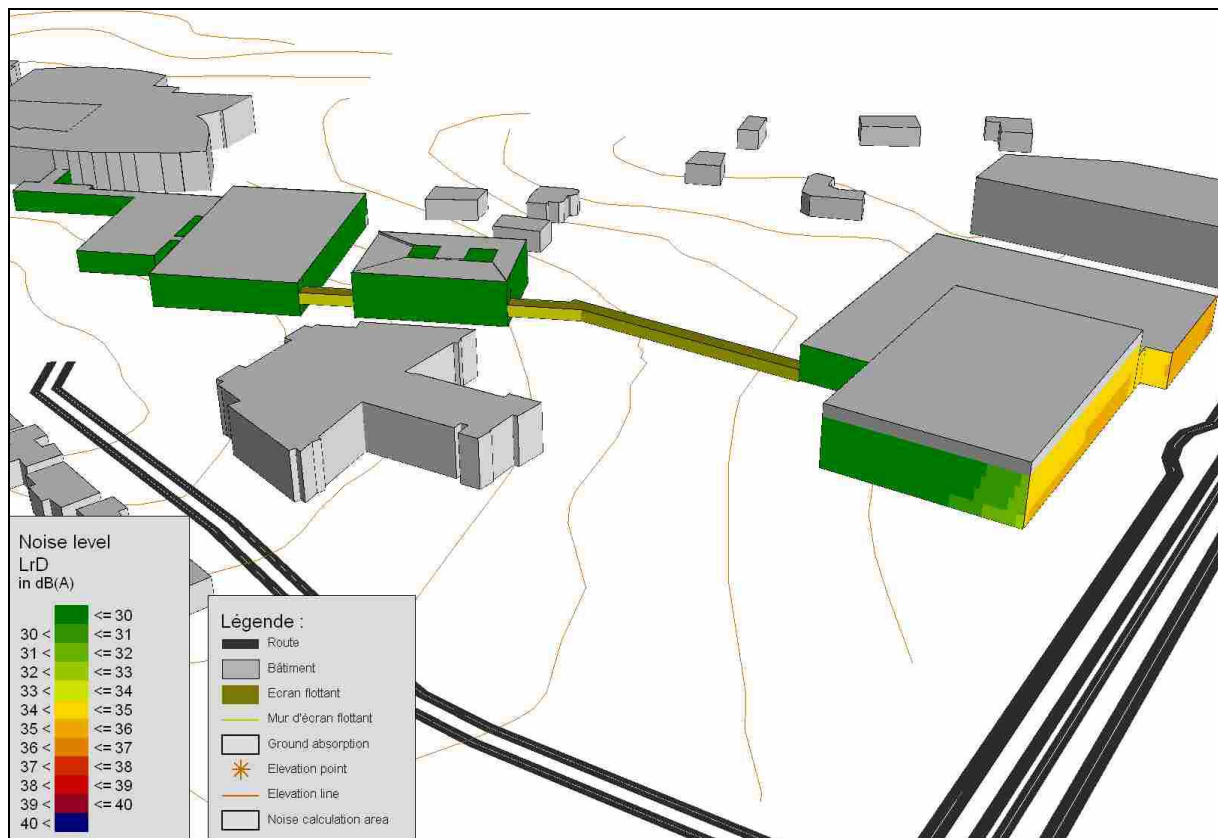 Noise level
LrD
in dB(A)
<= 30
30 < <= 31
31 < <= 32
32 < <= 33
33 < <= 34
34 < <= 35
35 < <= 36
36 < <= 37
37 < <= 38
38 < <= 39
39 < <= 40
40 <
Légende :
Route
Bâtiment
Ecran flottant
Mur d'écran flottant
Ground absorption
Elevation point
Elevation line
Noise calculation area